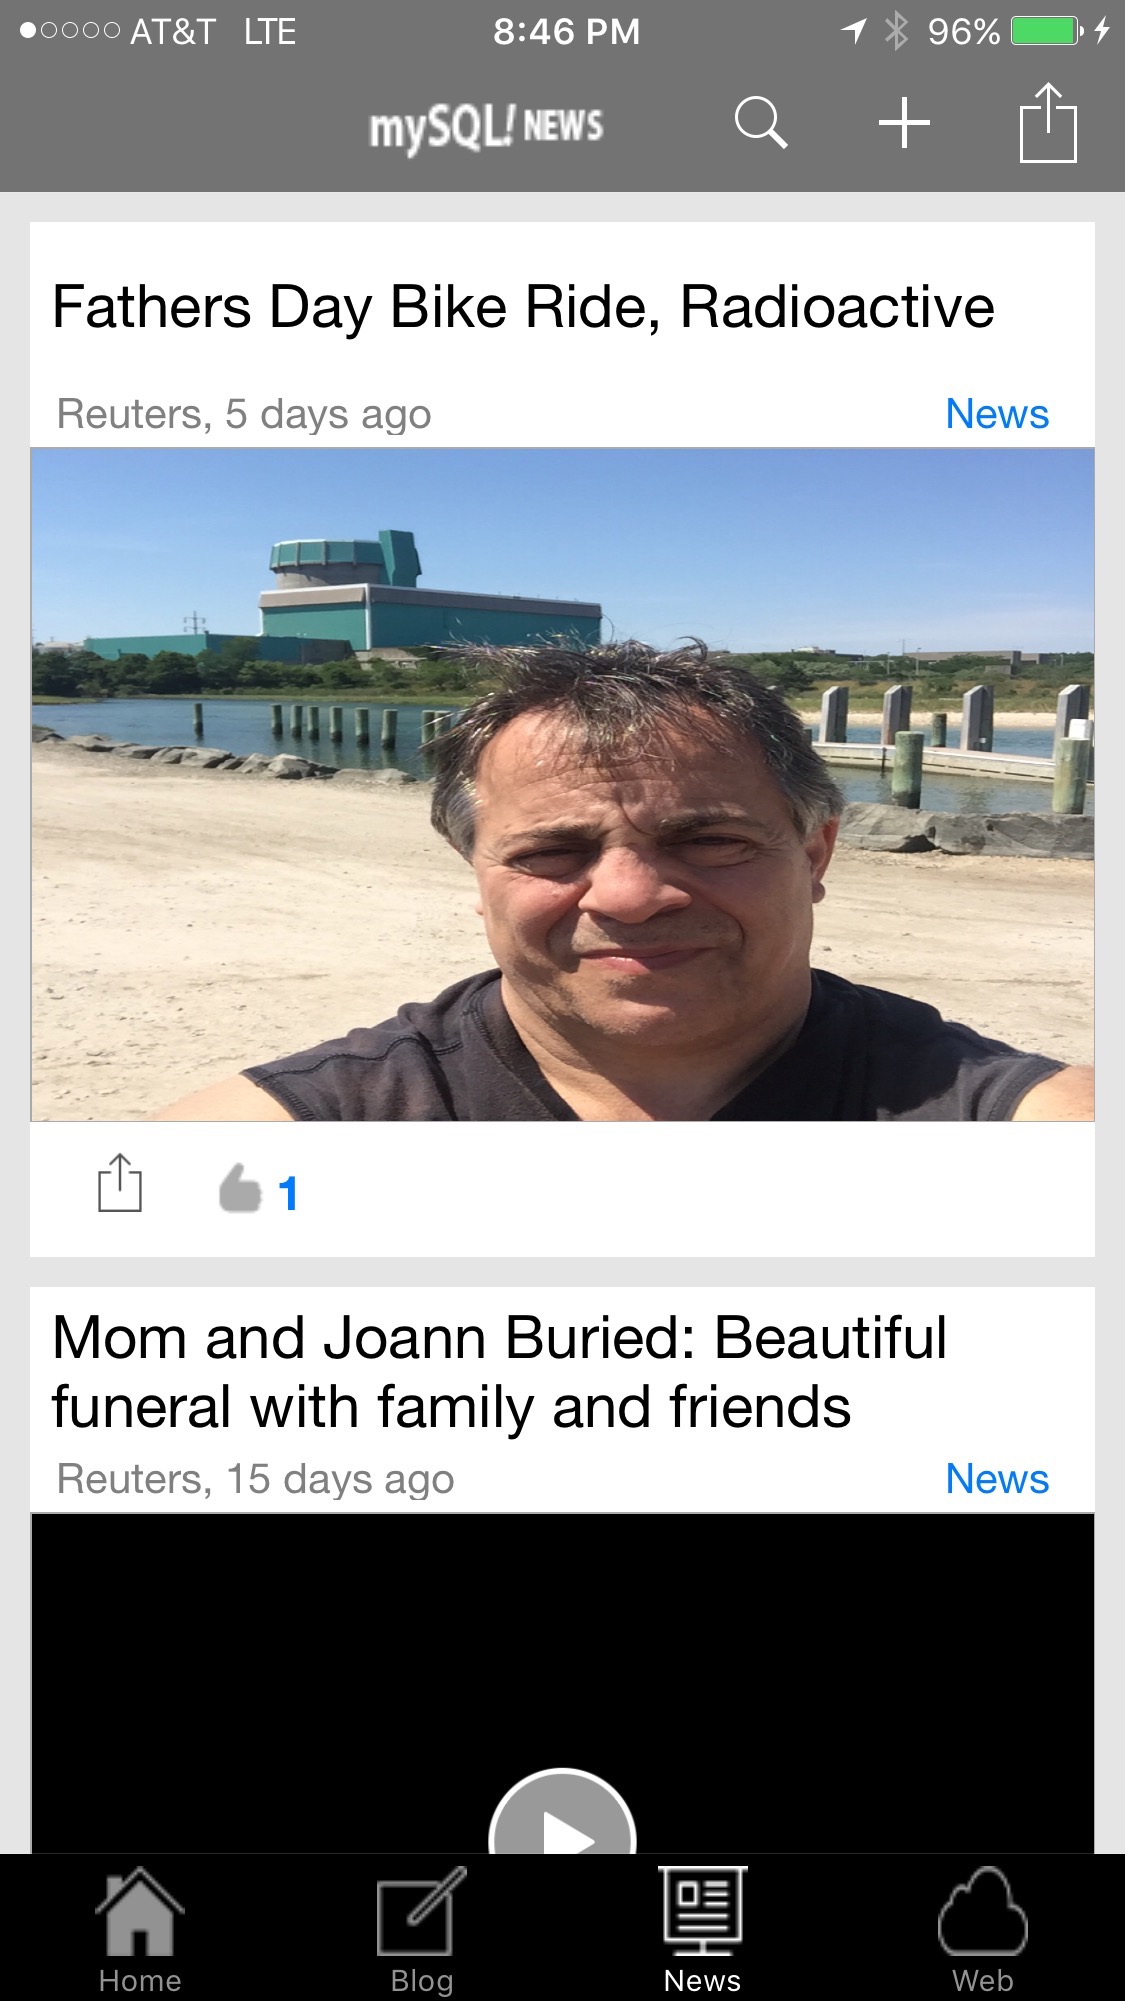 AT&T LTE 8:46 PM 96%
mySQL! NEWS
Fathers Day Bike Ride, Radioactive
Reuters, 5 days ago News
1
Mom and Joann Buried: Beautiful
funeral with family and friends
Reuters, 15 days ago News
Home Blog News Web